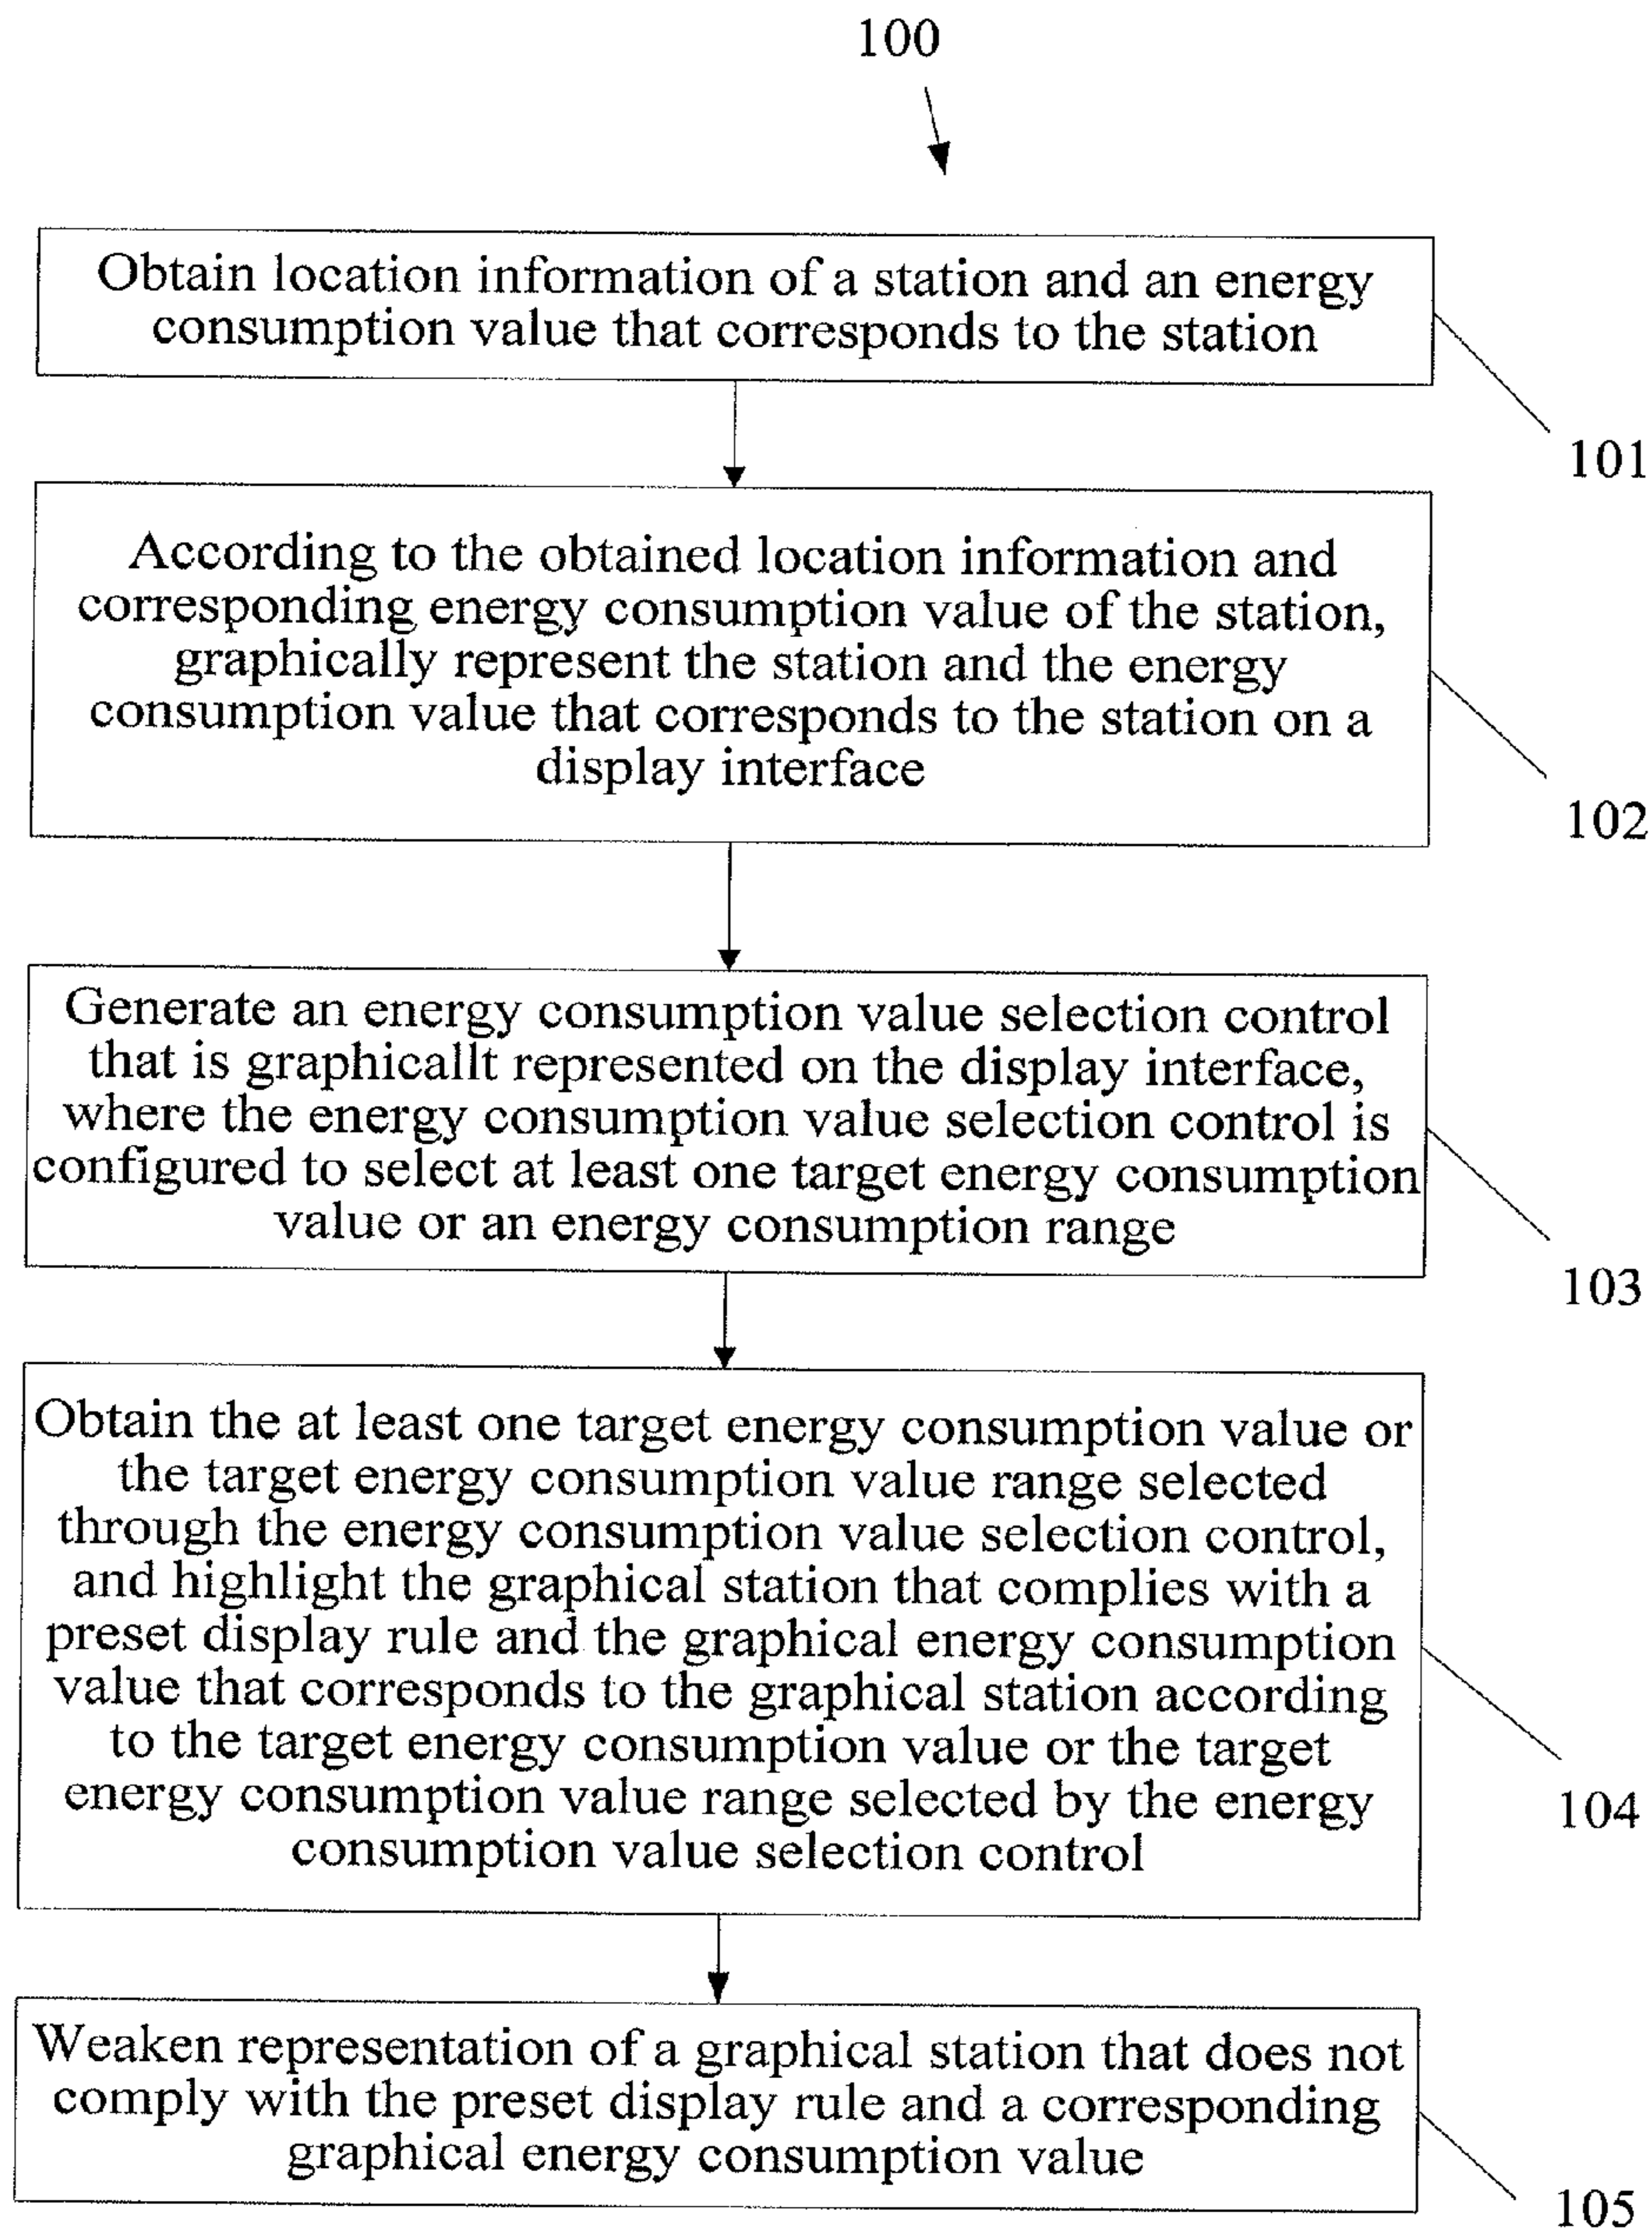 100
Obtain location information of a station and an energy
consumption value that corresponds to the station
101
According to the obtained location information and
corresponding energy consumption value of the station,
graphically represent the station and the energy
consumption value that corresponds to the station on a
display interface
102
Generate an energy consumption value selection control
that is graphicallt represented on the display interface,
where the energy consumption value selection control is
configured to select at least one target energy consumption
value or an energy consumption range
103
Obtain the at least one target energy consumption value or
the target energy consumption value range selected
through the energy consumption value selection control,
and highlight the graphical station that complies with a
preset display rule and the graphical energy consumption
value that corresponds to the graphical station according
to the target energy consumption value or the target
energy consumption value range selected by the energy
consumption value selection control
104
Weaken representation of a graphical station that does not
comply with the preset display rule and a corresponding
graphical energy consumption value
105